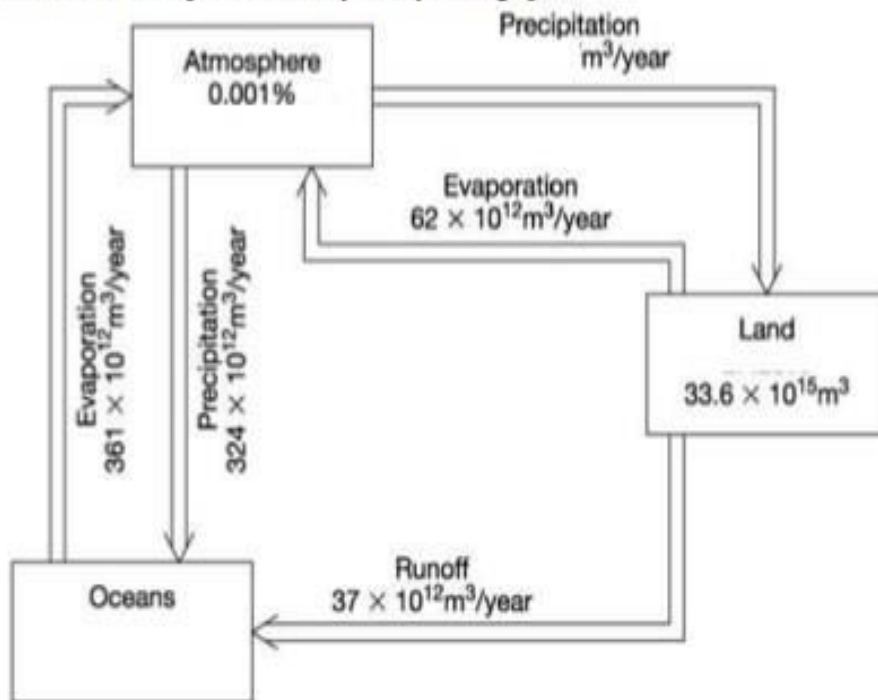 Precipitation
m³/year
Atmosphere
0.001%
Evaporation
62 × 10¹²m³/year
Evaporation
361 × 10¹²m³/year
Precipitation
324 × 10¹²m³/year
Land
33.6 × 10¹⁵m³
Runoff
37 × 10¹²m³/year
Oceans